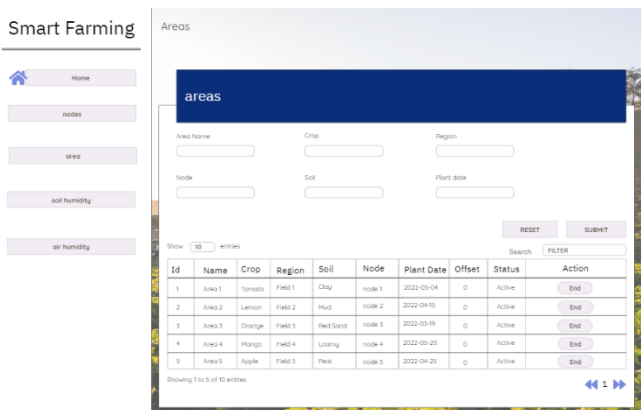 Smart Farming
Home
nodes
area
soil humidity
air humidity
Areas
areas
Area Name Crop Region
Node Soil Plant date
RESET SUBMIT
Show 10 entries
Search FILTER
Id Name Crop Region Soil Node Plant Date Offset Status Action
1 Area 1 Tomato Field 1 Clay node 1 2022-05-04 0 Active End
2 Area 2 Lemon Field 2 Mud node 2 2022-04-15 0 Active End
3 Area 3 Orange Field 3 Red Sand node 3 2022-03-19 0 Active End
4 Area 4 Mango Field 4 Loamy node 4 2022-05-20 0 Active End
5 Area 5 Apple Field 5 Peat node 5 2022-04-23 0 Active End
Showing 1 to 5 of 10 entites
1